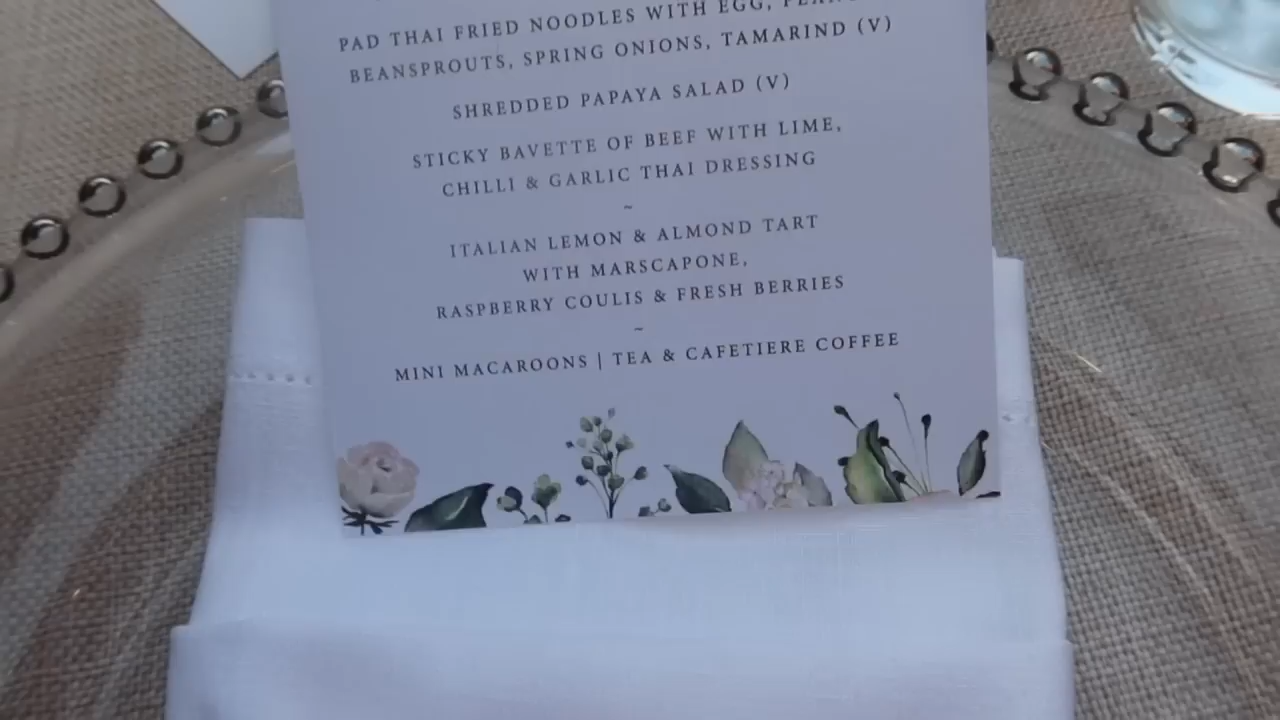 PAD THAI FRIED NOODLES WITH EGG,
BEANSPROUTS, SPRING ONIONS, TAMARIND (V)
SHREDDED PAPAYA SALAD (V)
STICKY BAVETTE OF BEEF WITH LIME,
CHILLI & GARLIC THAI DRESSING
~
ITALIAN LEMON & ALMOND TART
WITH MARSCAPONE,
RASPBERRY COULIS & FRESH BERRIES
~
MINI MACAROONS | TEA & CAFETIERE COFFEE